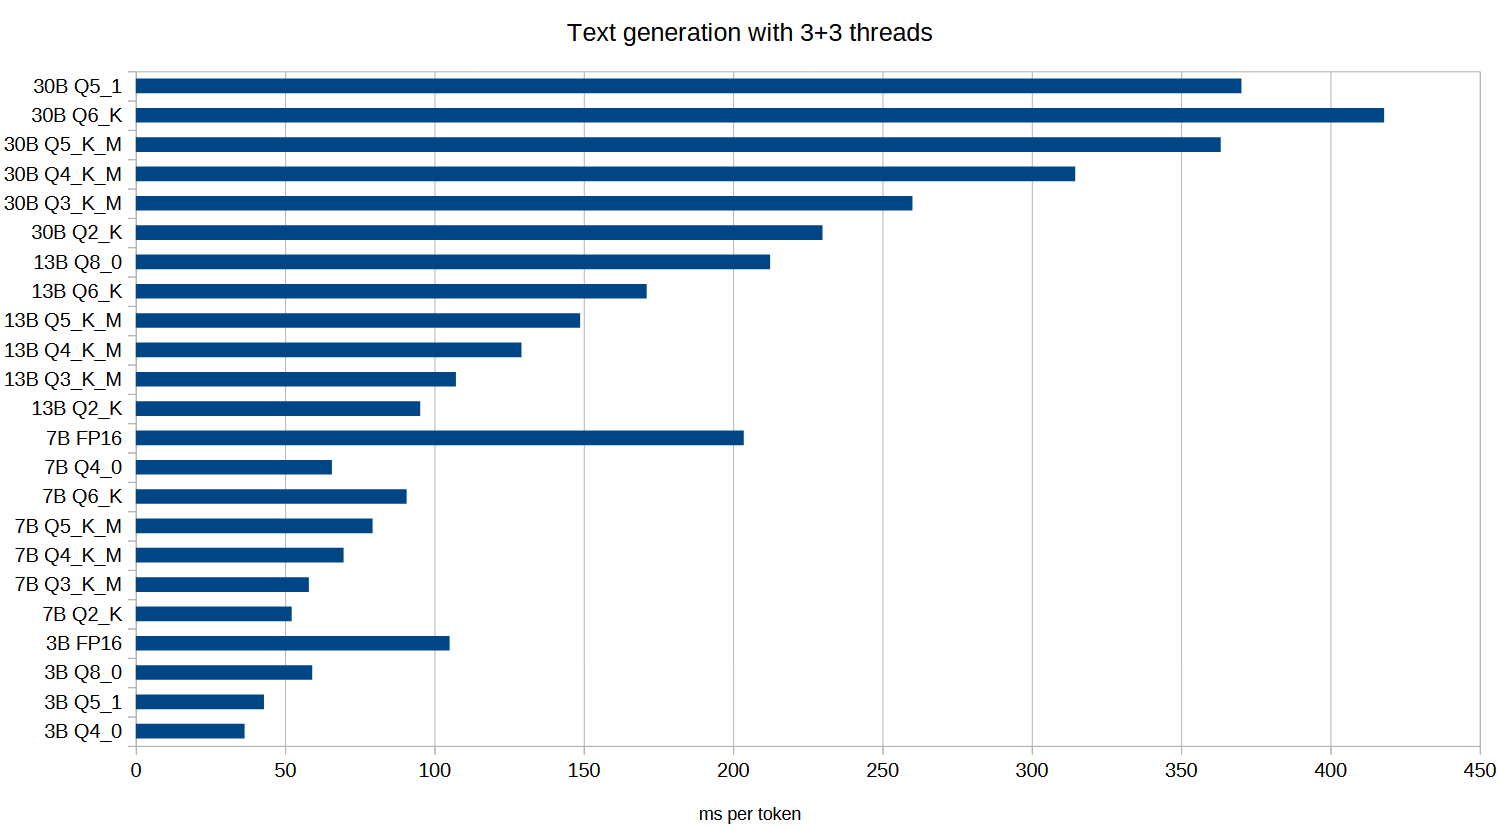 Text generation with 3+3 threads
30B Q5_1
30B Q6_K
30B Q5_K_M
30B Q4_K_M
30B Q3_K_M
30B Q2_K
13B Q8_0
13B Q6_K
13B Q5_K_M
13B Q4_K_M
13B Q3_K_M
13B Q2_K
7B FP16
7B Q4_0
7B Q6_K
7B Q5_K_M
7B Q4_K_M
7B Q3_K_M
7B Q2_K
3B FP16
3B Q8_0
3B Q5_1
3B Q4_0
0 50 100 150 200 250 300 350 400 450
ms per token